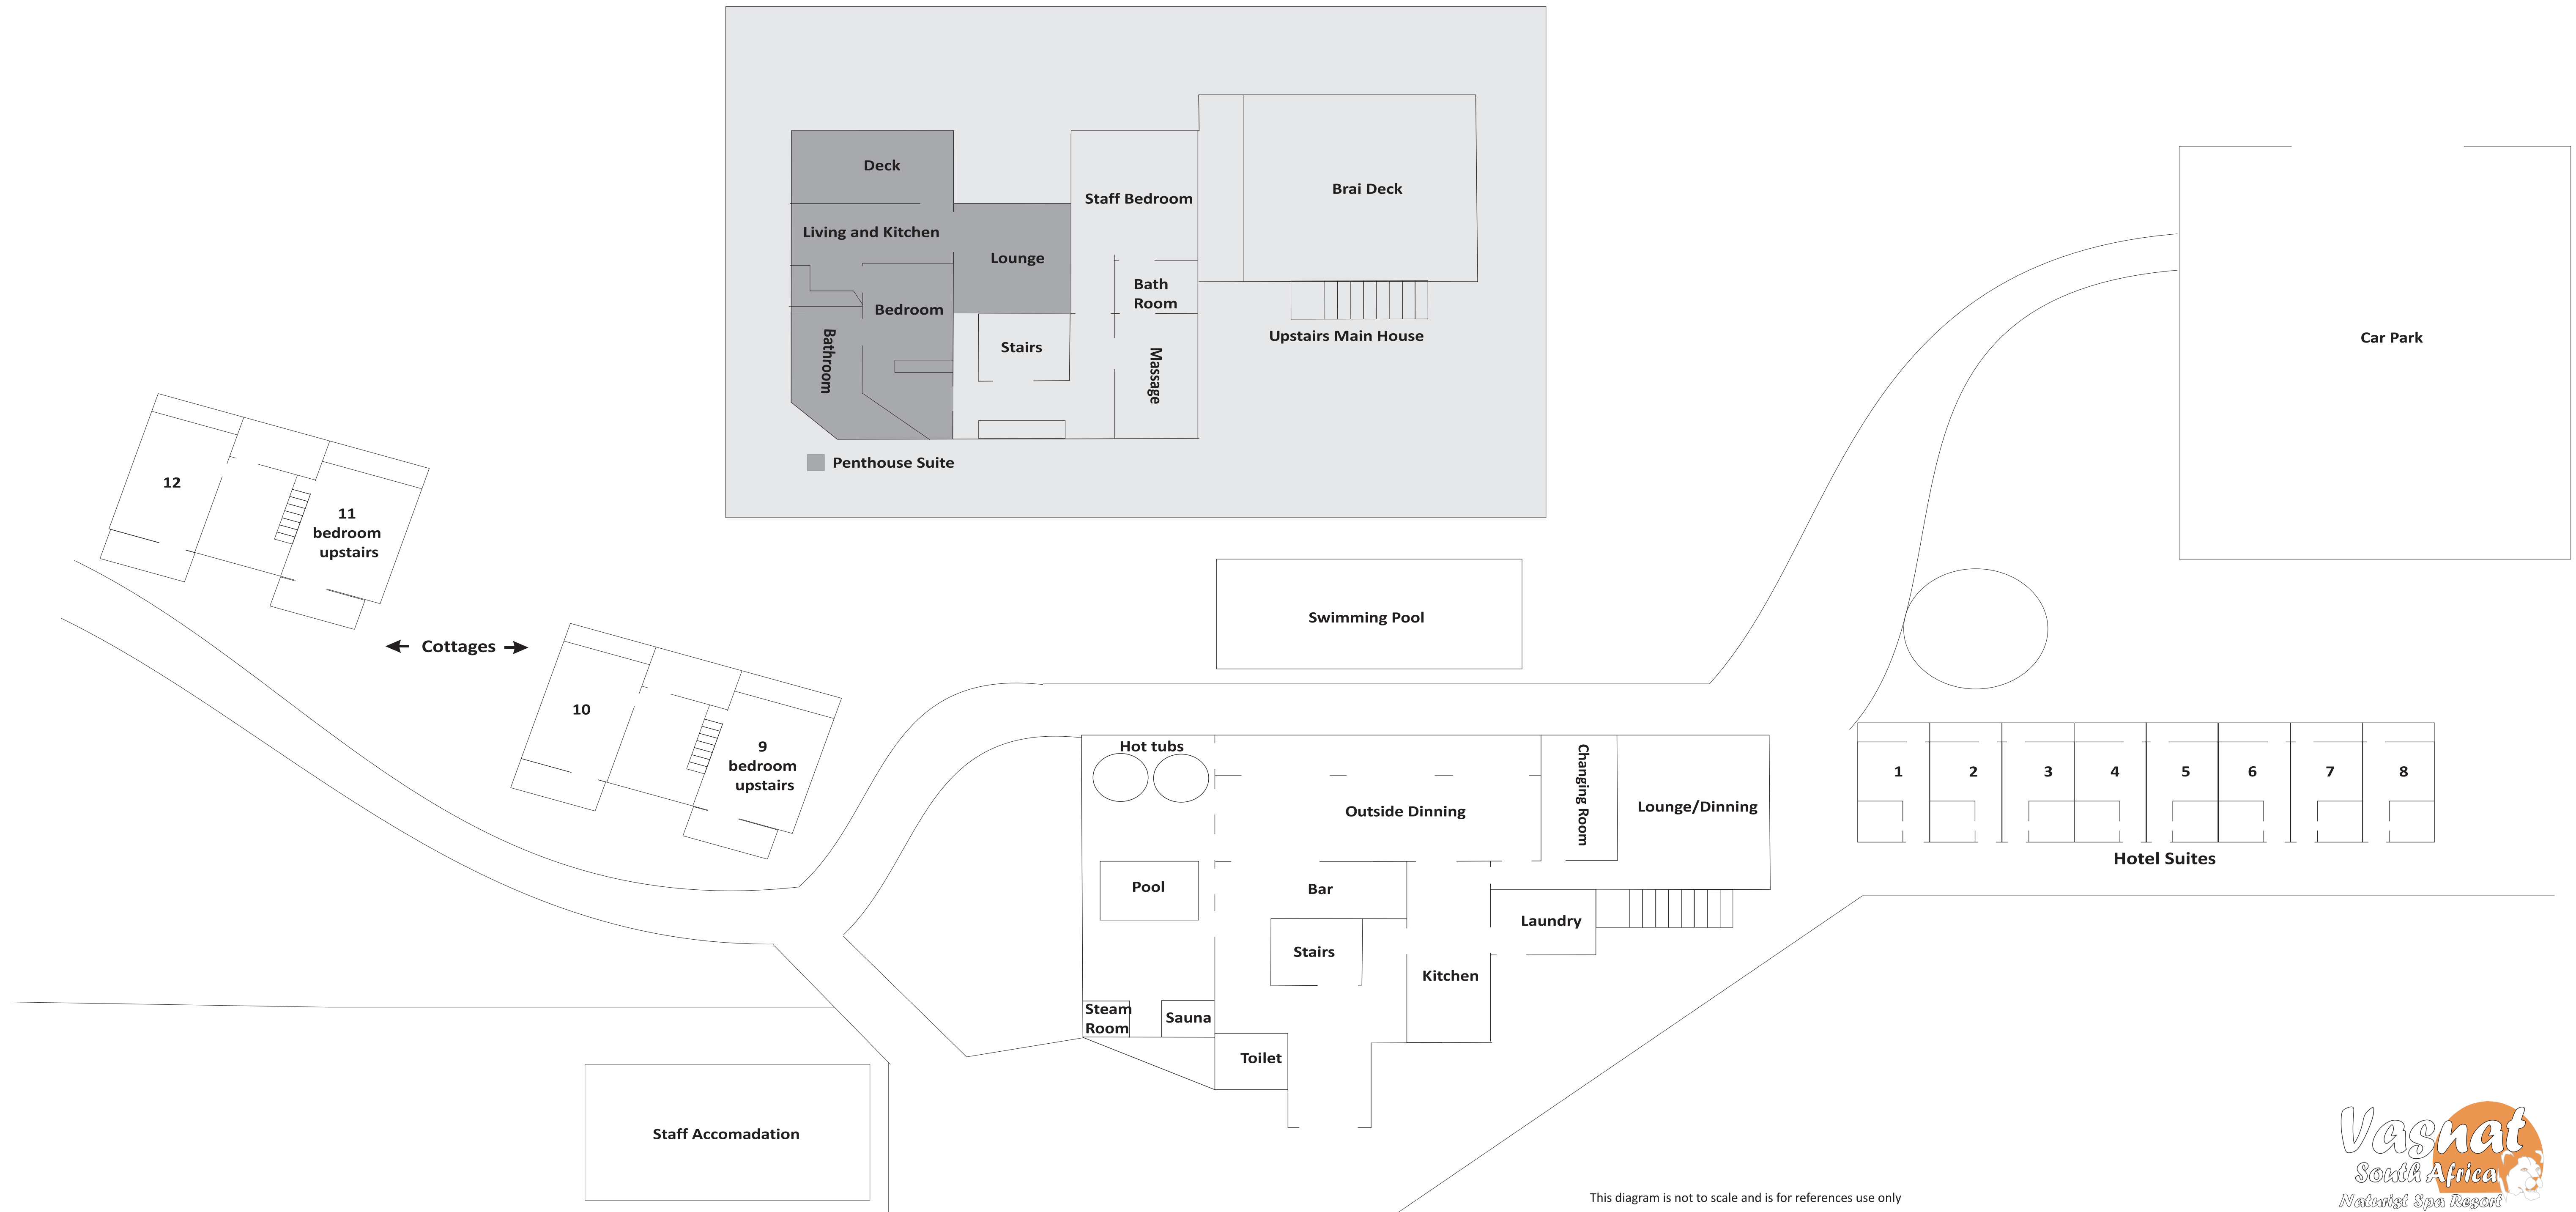 Deck
Staff Bedroom
Brai Deck
Living and Kitchen
Lounge
Bath
Room
Bedroom
Stairs
Bathroom
Massage
Upstairs Main House
Penthouse Suite
Car Park
12
11
bedroom
upstairs
Cottages
10
9
bedroom
upstairs
Swimming Pool
Hot tubs
Outside Dinning
Changing Room
Lounge/Dinning
Pool
Bar
Laundry
Stairs
Kitchen
Steam
Room
Sauna
Toilet
1 2 3 4 5 6 7 8
Hotel Suites
Staff Accomadation
This diagram is not to scale and is for references use only
Vasnat
South Africa
Naturist Spa Resort